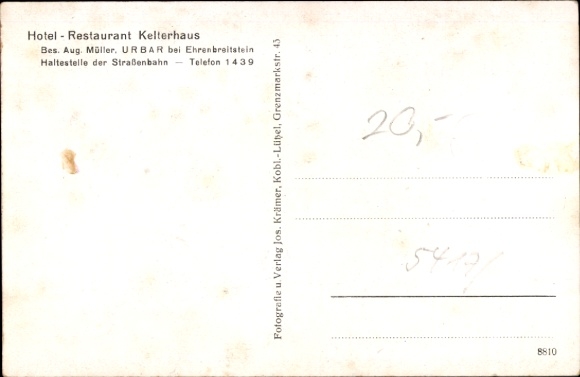 Hotel - Restaurant Kelterhaus
Bes. Aug. Müller, URBAR bei Ehrenbreitstein
Haltestelle der Straßenbahn — Telefon 1439
Fotografie u. Verlag Jos. Krämer, Kobl.-Lützel, Grenzmarkstr. 43
20,-
8810